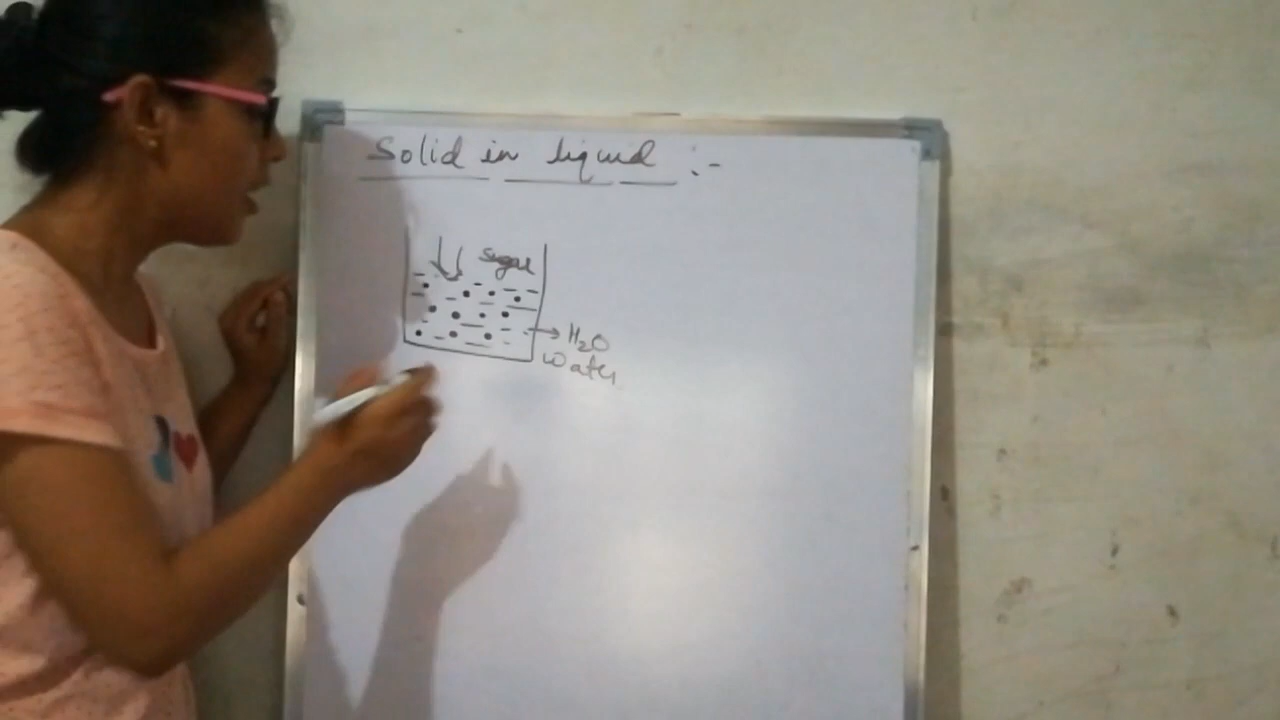 Solid in liquid :-
sugar
H₂O
water